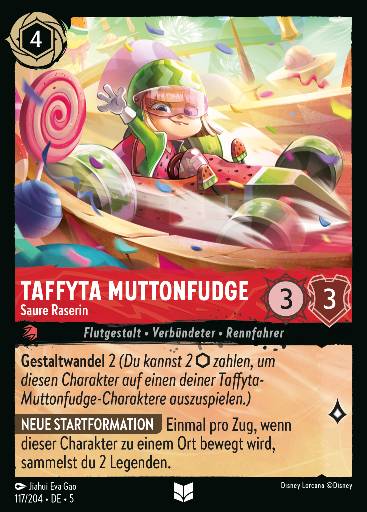 4
TAFFYTA MUTTONFUDGE
Saure Raserin
3 3
Flutgestalt • Verbündeter • Rennfahrer
Gestaltwandel 2 (Du kannst 2 zahlen, um
diesen Charakter auf einen deiner Taffyta-
Muttonfudge-Charaktere auszuspielen.)
NEUE STARTFORMATION Einmal pro Zug, wenn
dieser Charakter zu einem Ort bewegt wird,
sammelst du 2 Legenden.
Jiahui Eva Gao
117/204 • DE • 5
Disney Lorcana ©Disney